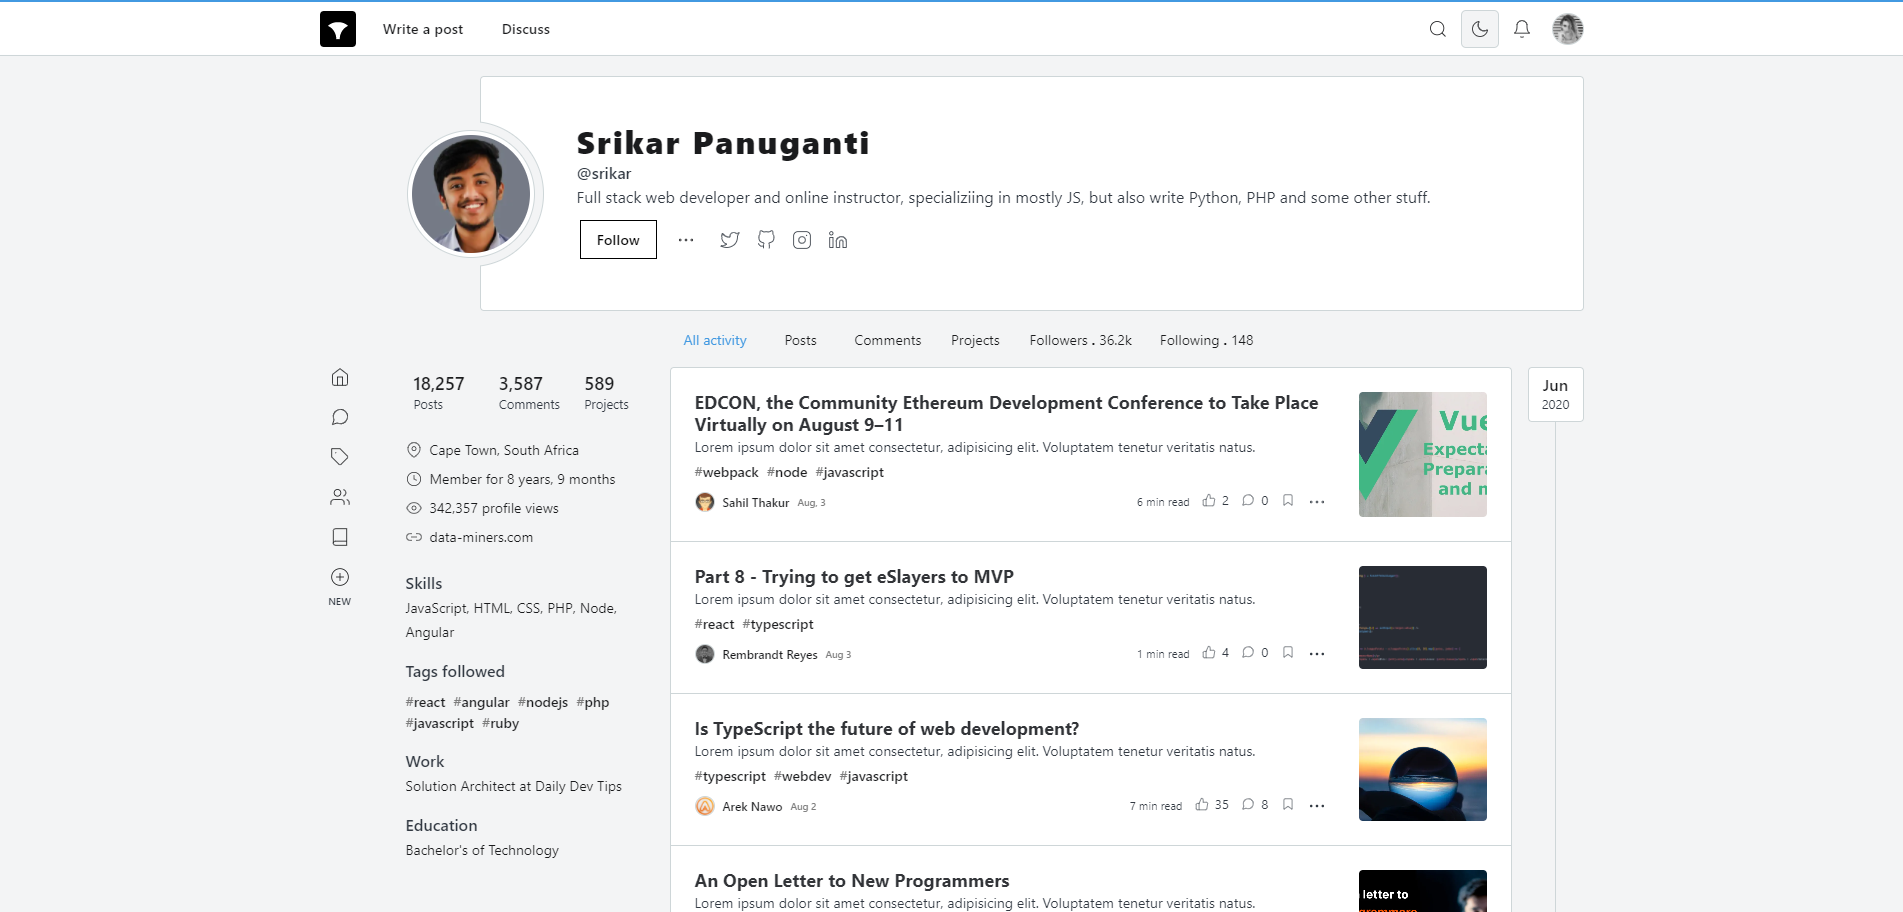 Write a post
Discuss
Srikar Panuganti
@srikar
Full stack web developer and online instructor, specializiing in mostly JS, but also write Python, PHP and some other stuff.
Follow
All activity
Posts
Comments
Projects
Followers . 36.2k
Following . 148
18,257
Posts
3,587
Comments
589
Projects
Cape Town, South Africa
Member for 8 years, 9 months
342,357 profile views
data-miners.com
NEW
Skills
JavaScript, HTML, CSS, PHP, Node,
Angular
Tags followed
#react #angular #nodejs #php
#javascript #ruby
Work
Solution Architect at Daily Dev Tips
Education
Bachelor's of Technology
EDCON, the Community Ethereum Development Conference to Take Place
Virtually on August 9–11
Lorem ipsum dolor sit amet consectetur, adipisicing elit. Voluptatem tenetur veritatis natus.
#webpack #node #javascript
Sahil Thakur Aug, 3
6 min read 2 0
Vue
Expecta
Prepara
and m
Part 8 - Trying to get eSlayers to MVP
Lorem ipsum dolor sit amet consectetur, adipisicing elit. Voluptatem tenetur veritatis natus.
#react #typescript
Rembrandt Reyes Aug 3
1 min read 4 0
Is TypeScript the future of web development?
Lorem ipsum dolor sit amet consectetur, adipisicing elit. Voluptatem tenetur veritatis natus.
#typescript #webdev #javascript
Arek Nawo Aug 2
7 min read 35 8
An Open Letter to New Programmers
Lorem ipsum dolor sit amet consectetur, adipisicing elit. Voluptatem tenetur veritatis natus.
letter to
Jun
2020